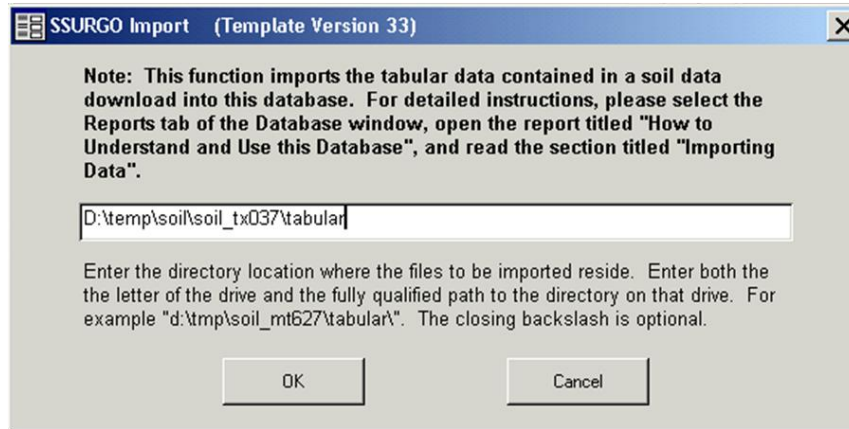 SSURGO Import (Template Version 33)
Note: This function imports the tabular data contained in a soil data
download into this database. For detailed instructions, please select the
Reports tab of the Database window, open the report titled "How to
Understand and Use this Database", and read the section titled "Importing
Data".
D:\temp\soil\soil_tx037\tabular
Enter the directory location where the files to be imported reside. Enter both the
the letter of the drive and the fully qualified path to the directory on that drive. For
example "d:\tmp\soil_mt627\tabular\". The closing backslash is optional.
OK Cancel